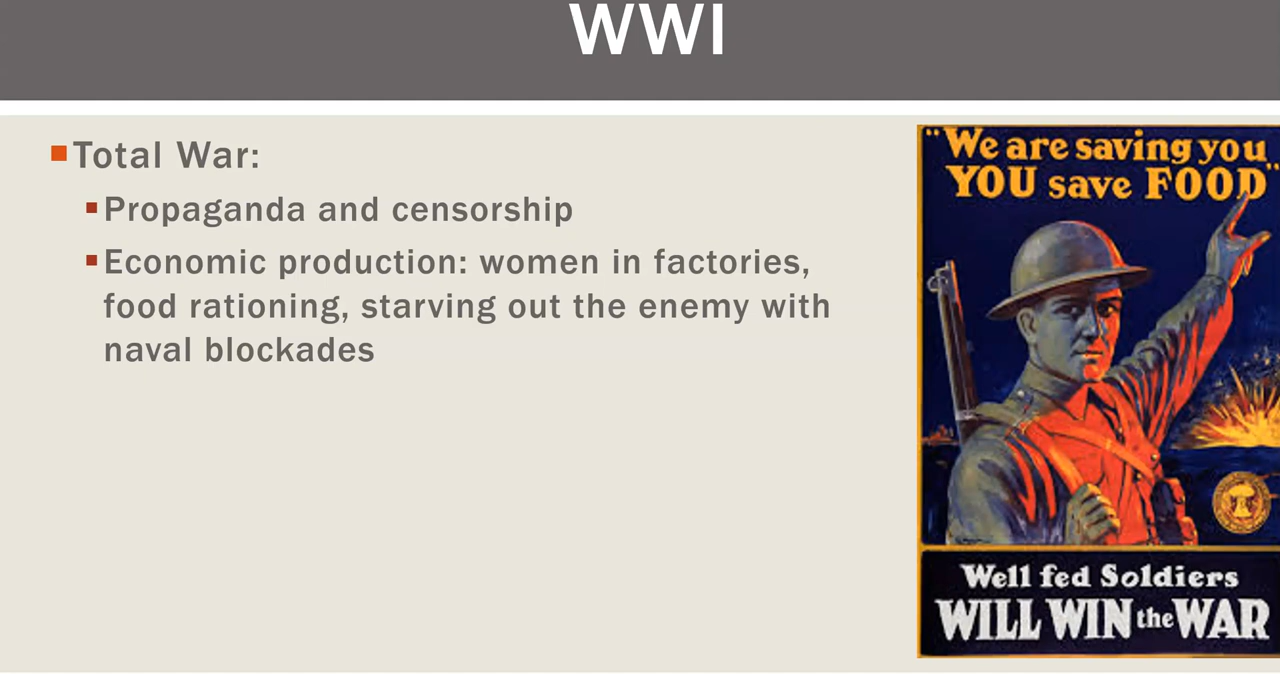 WWI
Total War:
Propaganda and censorship
Economic production: women in factories,
food rationing, starving out the enemy with
naval blockades
"We are saving you
YOU save FOOD"
Well fed Soldiers
WILL WIN the WAR